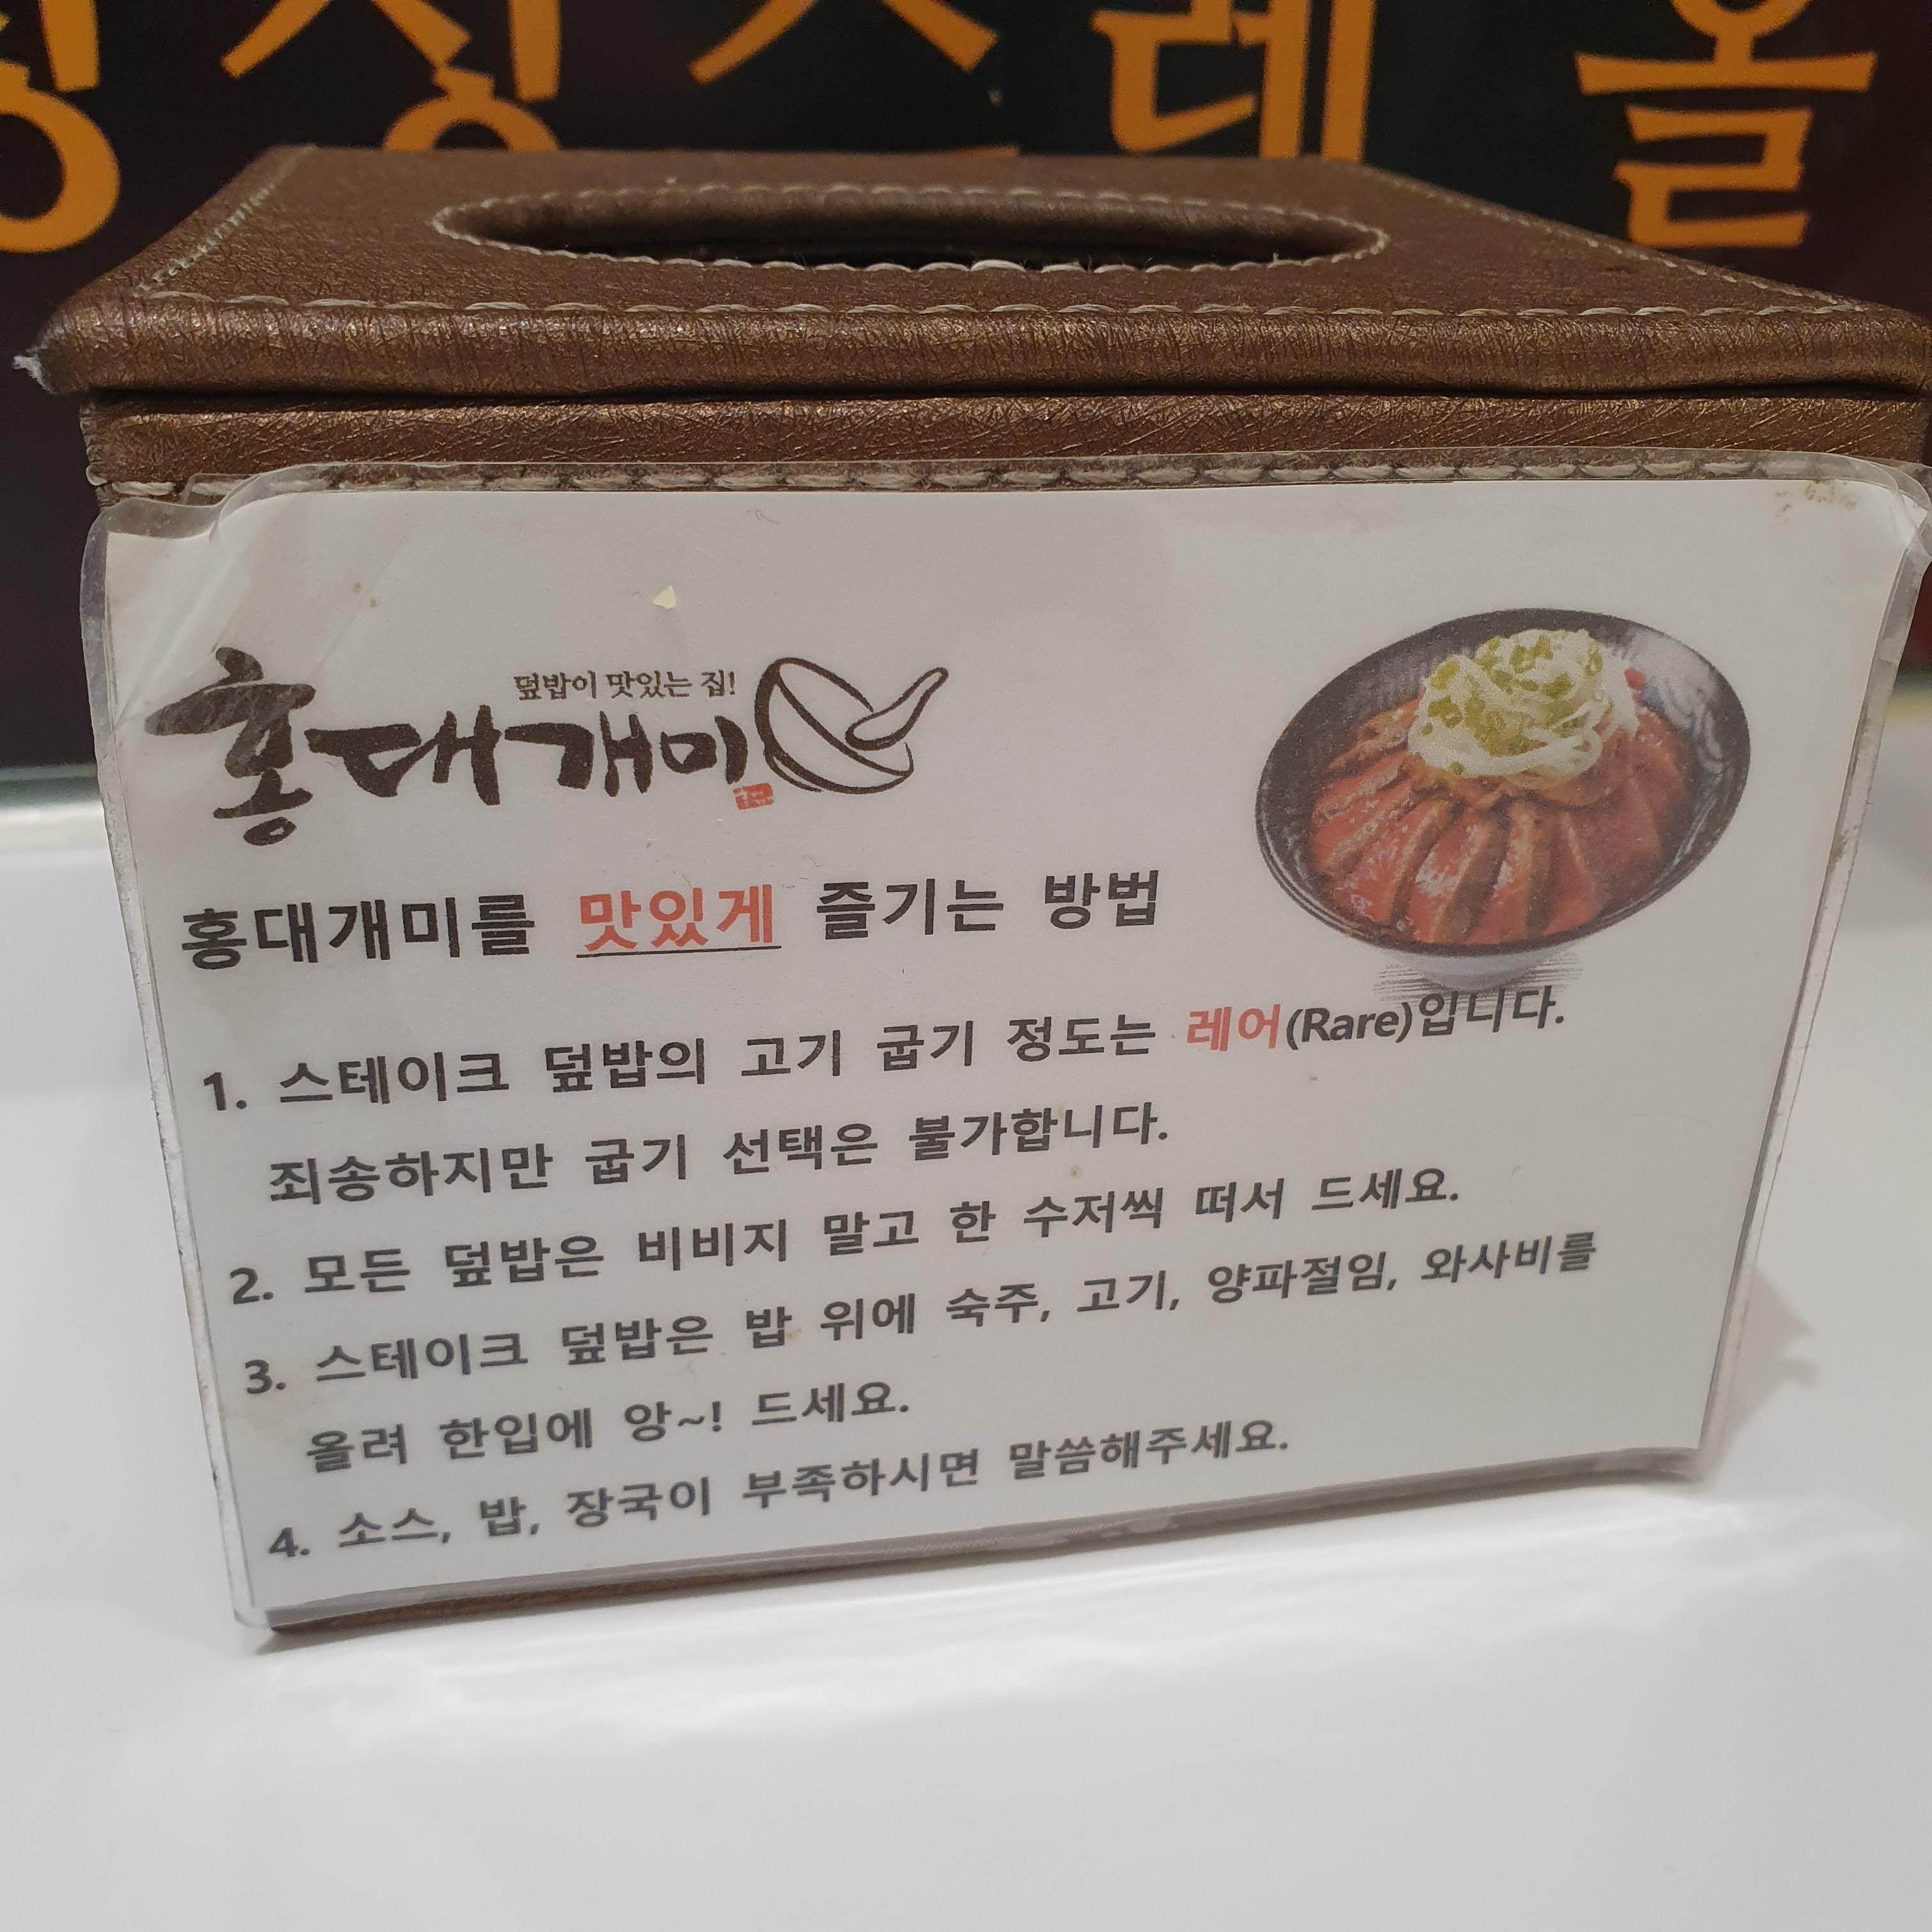 덮밥이 맛있는 집!
홍대개미
홍대개미를 맛있게 즐기는 방법
1. 스테이크 덮밥의 고기 굽기 정도는 레어(Rare)입니다.
죄송하지만 굽기 선택은 불가합니다.
2. 모든 덮밥은 비비지 말고 한 수저씩 떠서 드세요.
3. 스테이크 덮밥은 밥 위에 숙주, 고기, 양파절임, 와사비를
올려 한입에 앙~! 드세요.
4. 소스, 밥, 장국이 부족하시면 말씀해주세요.